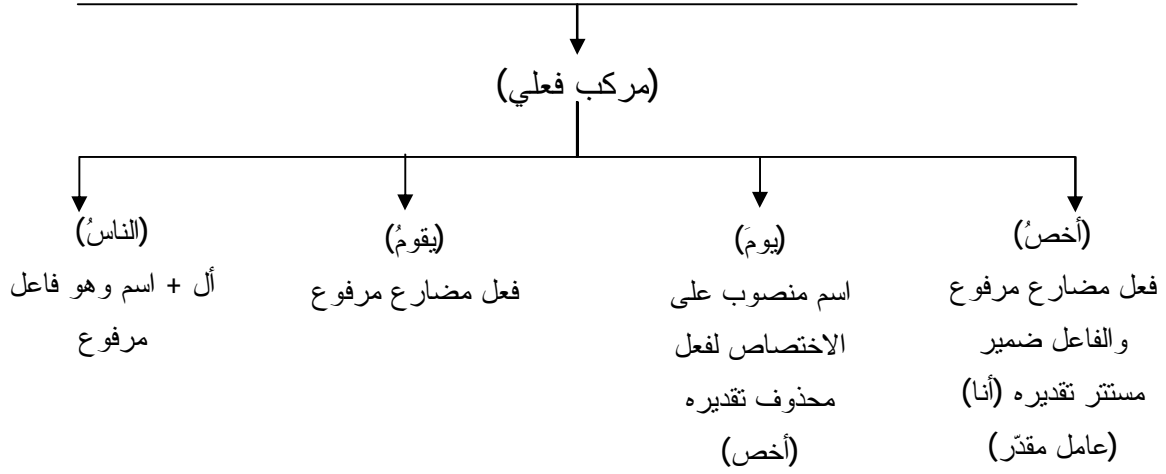 (مركب فعلي)
(أخصُ)
فعل مضارع مرفوع
والفاعل ضمير
مستتر تقديره (أنا)
(عامل مقدّر)
(يومَ)
اسم منصوب على
الاختصاص لفعل
محذوف تقديره
(أخص)
(يقومُ)
فعل مضارع مرفوع
(الناسُ)
أل + اسم وهو فاعل
مرفوع